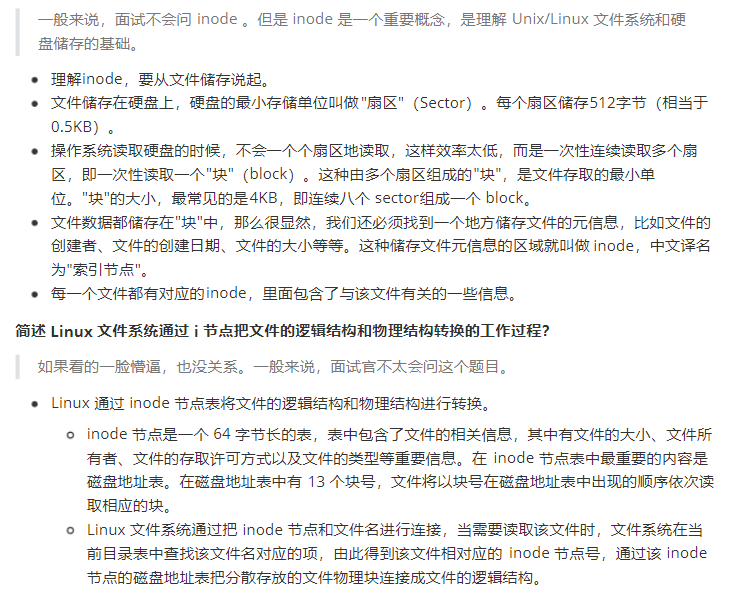 一般来说，面试不会问 inode 。但是 inode 是一个重要概念，是理解 Unix/Linux 文件系统和硬
盘储存的基础。
理解inode，要从文件储存说起。
文件储存在硬盘上，硬盘的最小存储单位叫做"扇区"（Sector）。每个扇区储存512字节（相当于
0.5KB）。
操作系统读取硬盘的时候，不会一个个扇区地读取，这样效率太低，而是一次性连续读取多个扇
区，即一次性读取一个"块"（block）。这种由多个扇区组成的"块"，是文件存取的最小单
位。"块"的大小，最常见的是4KB，即连续八个 sector组成一个 block。
文件数据都储存在"块"中，那么很显然，我们还必须找到一个地方储存文件的元信息，比如文件的
创建者、文件的创建日期、文件的大小等等。这种储存文件元信息的区域就叫做 inode，中文译名
为"索引节点"。
每一个文件都有对应的inode，里面包含了与该文件有关的一些信息。
简述 Linux 文件系统通过 i 节点把文件的逻辑结构和物理结构转换的工作过程？
如果看的一脸懵逼，也没关系。一般来说，面试官不太会问这个题目。
Linux 通过 inode 节点表将文件的逻辑结构和物理结构进行转换。
inode 节点是一个 64 字节长的表，表中包含了文件的相关信息，其中有文件的大小、文件所
有者、文件的存取许可方式以及文件的类型等重要信息。在 inode 节点表中最重要的内容是
磁盘地址表。在磁盘地址表中有 13 个块号，文件将以块号在磁盘地址表中出现的顺序依次读
取相应的块。
Linux 文件系统通过把 inode 节点和文件名进行连接，当需要读取该文件时，文件系统在当
前目录表中查找该文件名对应的项，由此得到该文件相对应的 inode 节点号，通过该 inode
节点的磁盘地址表把分散存放的文件物理块连接成文件的逻辑结构。